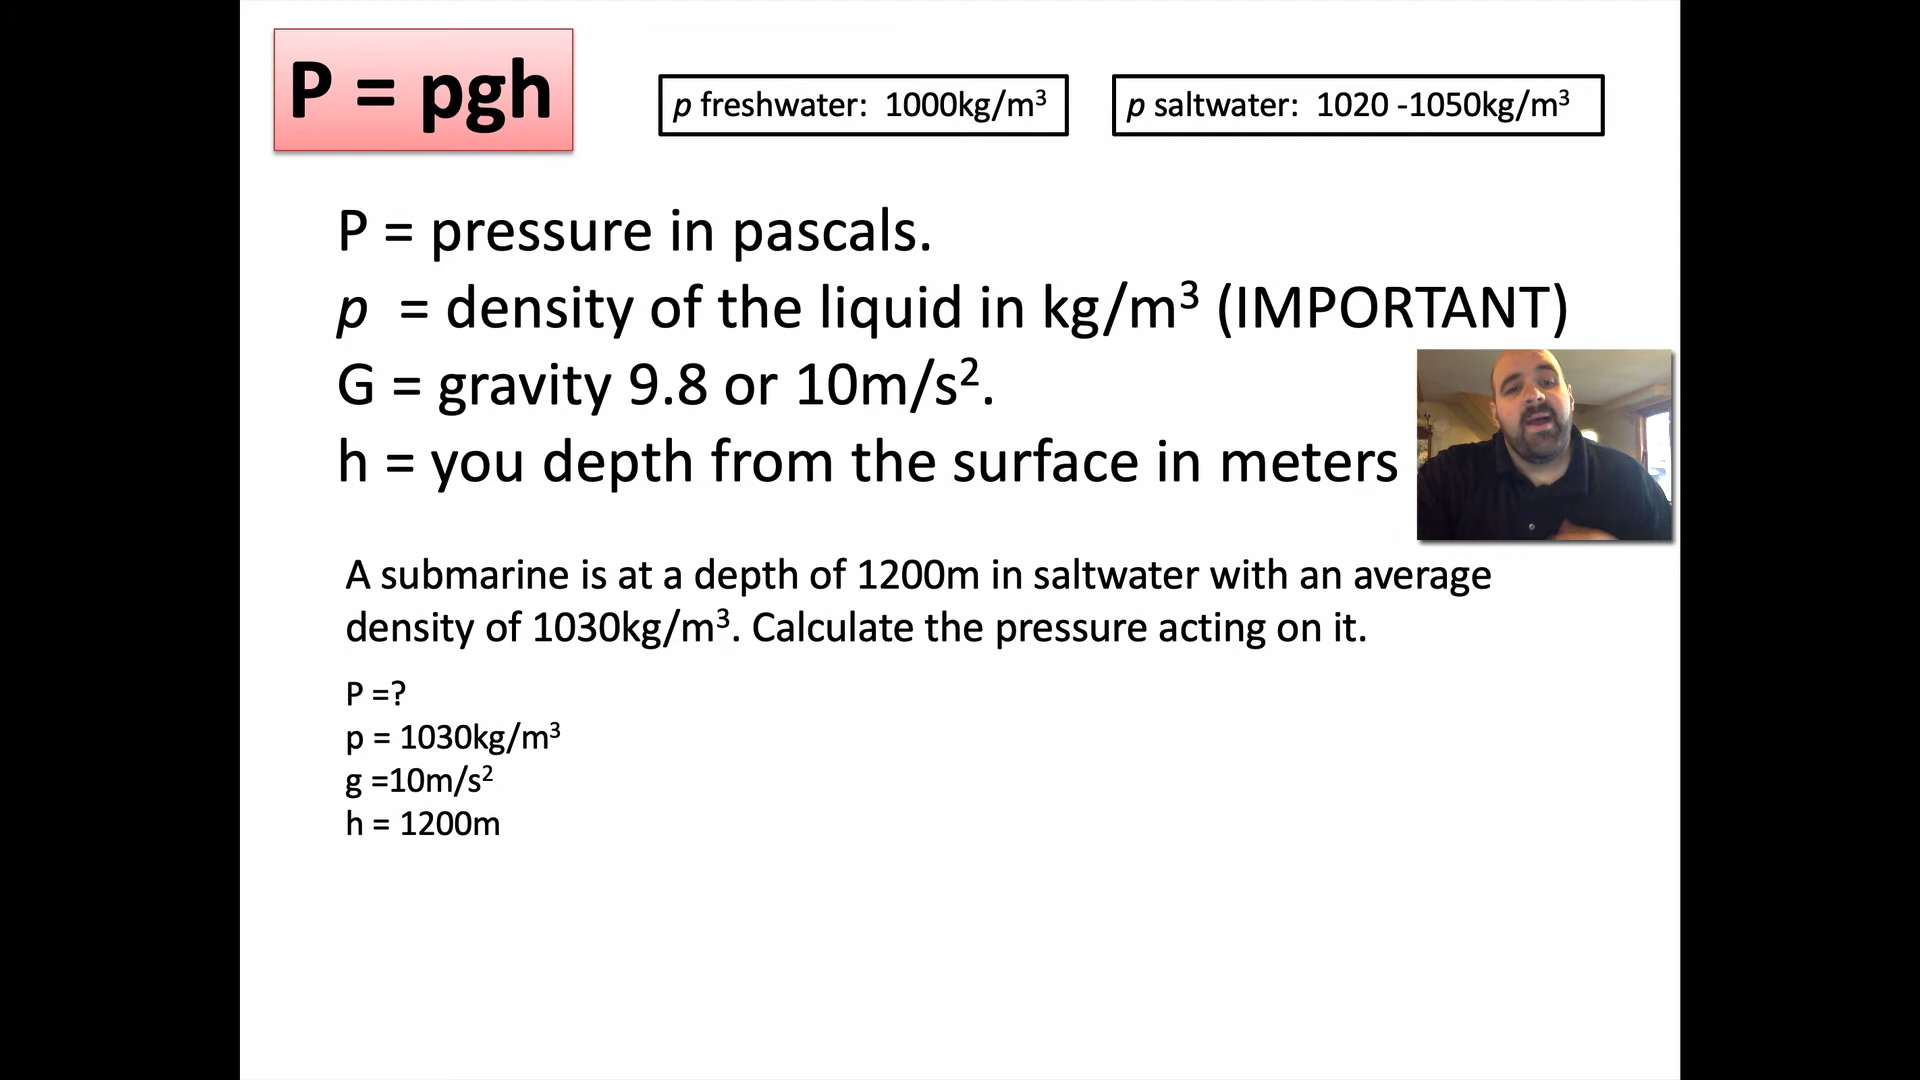 P = pgh
p freshwater: 1000kg/m³
p saltwater: 1020 -1050kg/m³
P = pressure in pascals.
p = density of the liquid in kg/m³ (IMPORTANT)
G = gravity 9.8 or 10m/s².
h = you depth from the surface in meters
A submarine is at a depth of 1200m in saltwater with an average
density of 1030kg/m³. Calculate the pressure acting on it.
P =?
p = 1030kg/m³
g =10m/s²
h = 1200m